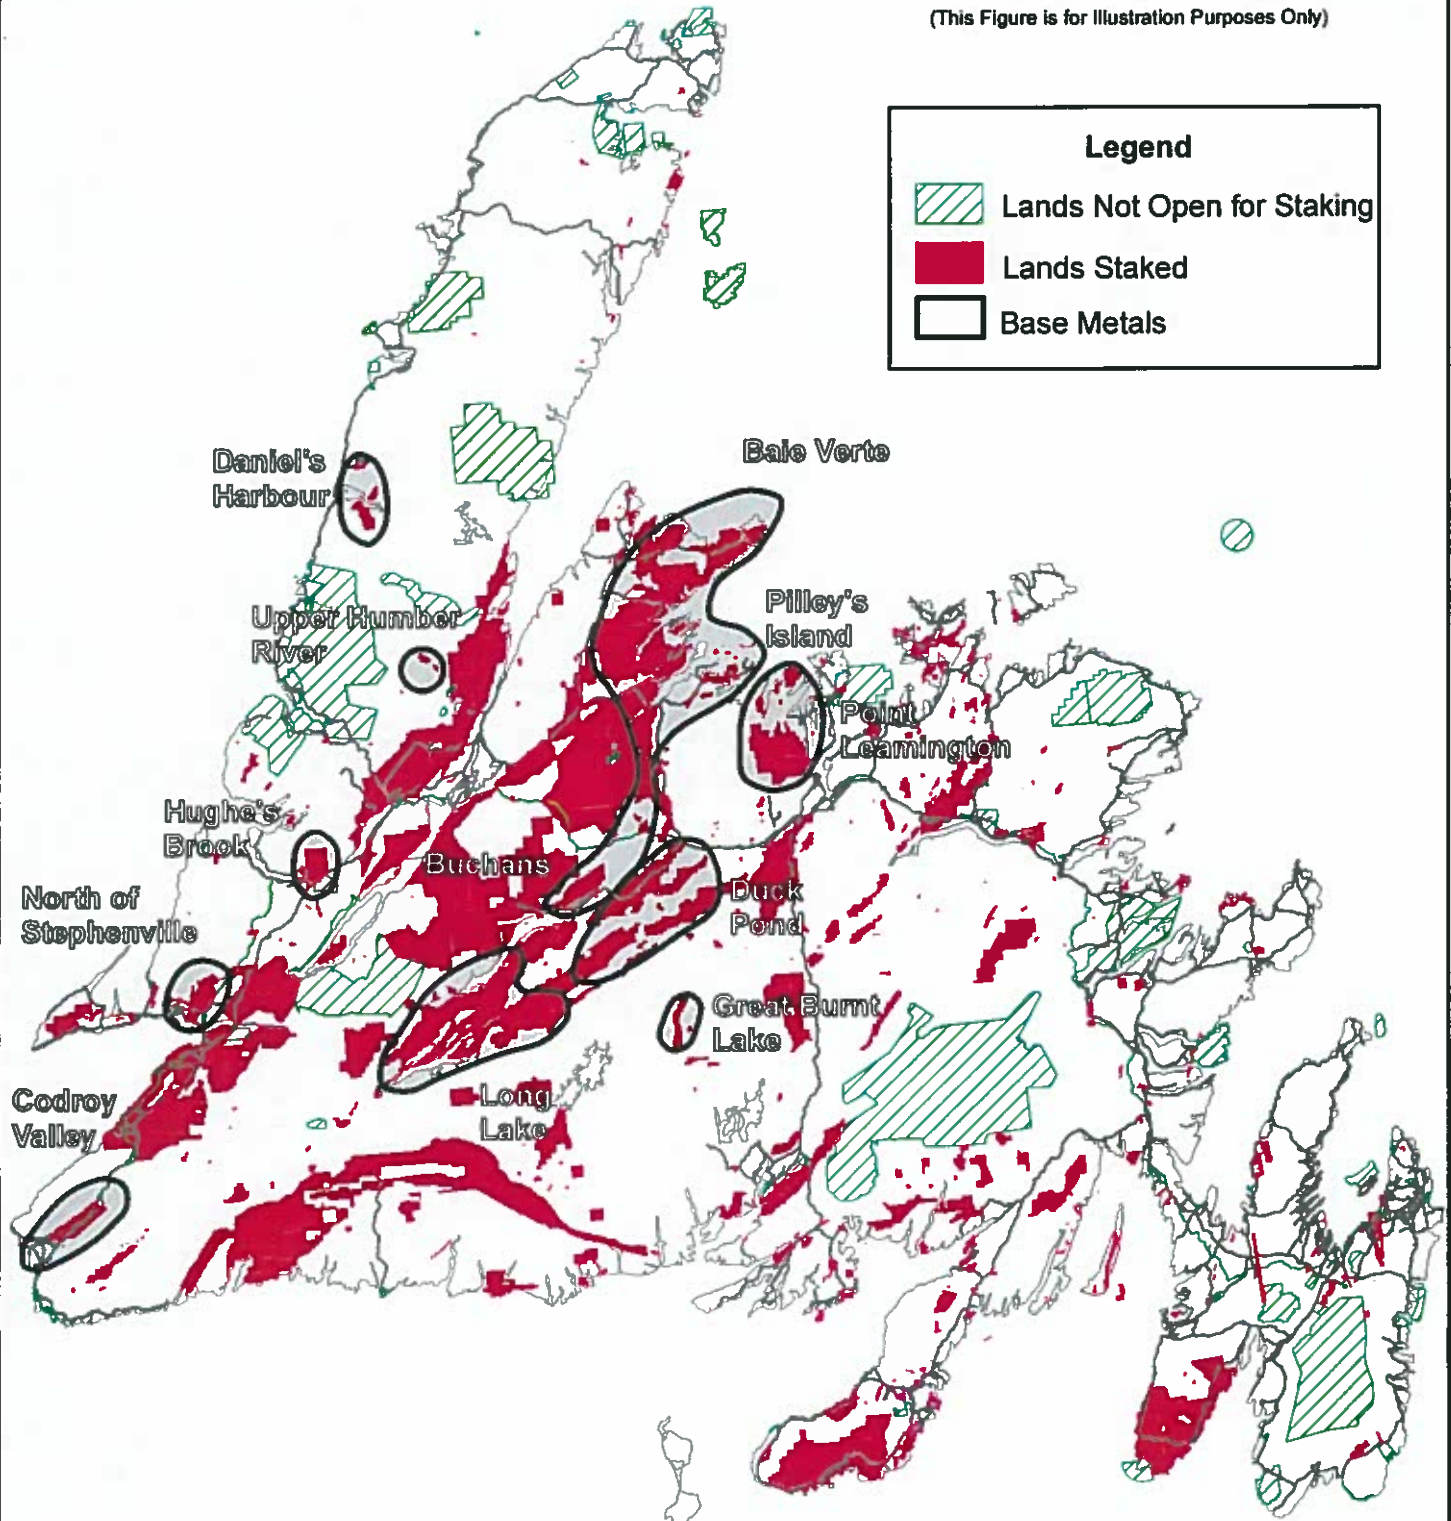 (This Figure is for Illustration Purposes Only)
Legend
Lands Not Open for Staking
Lands Staked
Base Metals
Baie Verte
Daniel's
Harbour
Pilley's
Island
Upper Humber
River
Point
Leamington
Hughe's
Brook
Buchans
Duck
Pond
North of
Stephenville
Great Burnt
Lake
Long
Lake
Codroy
Valley